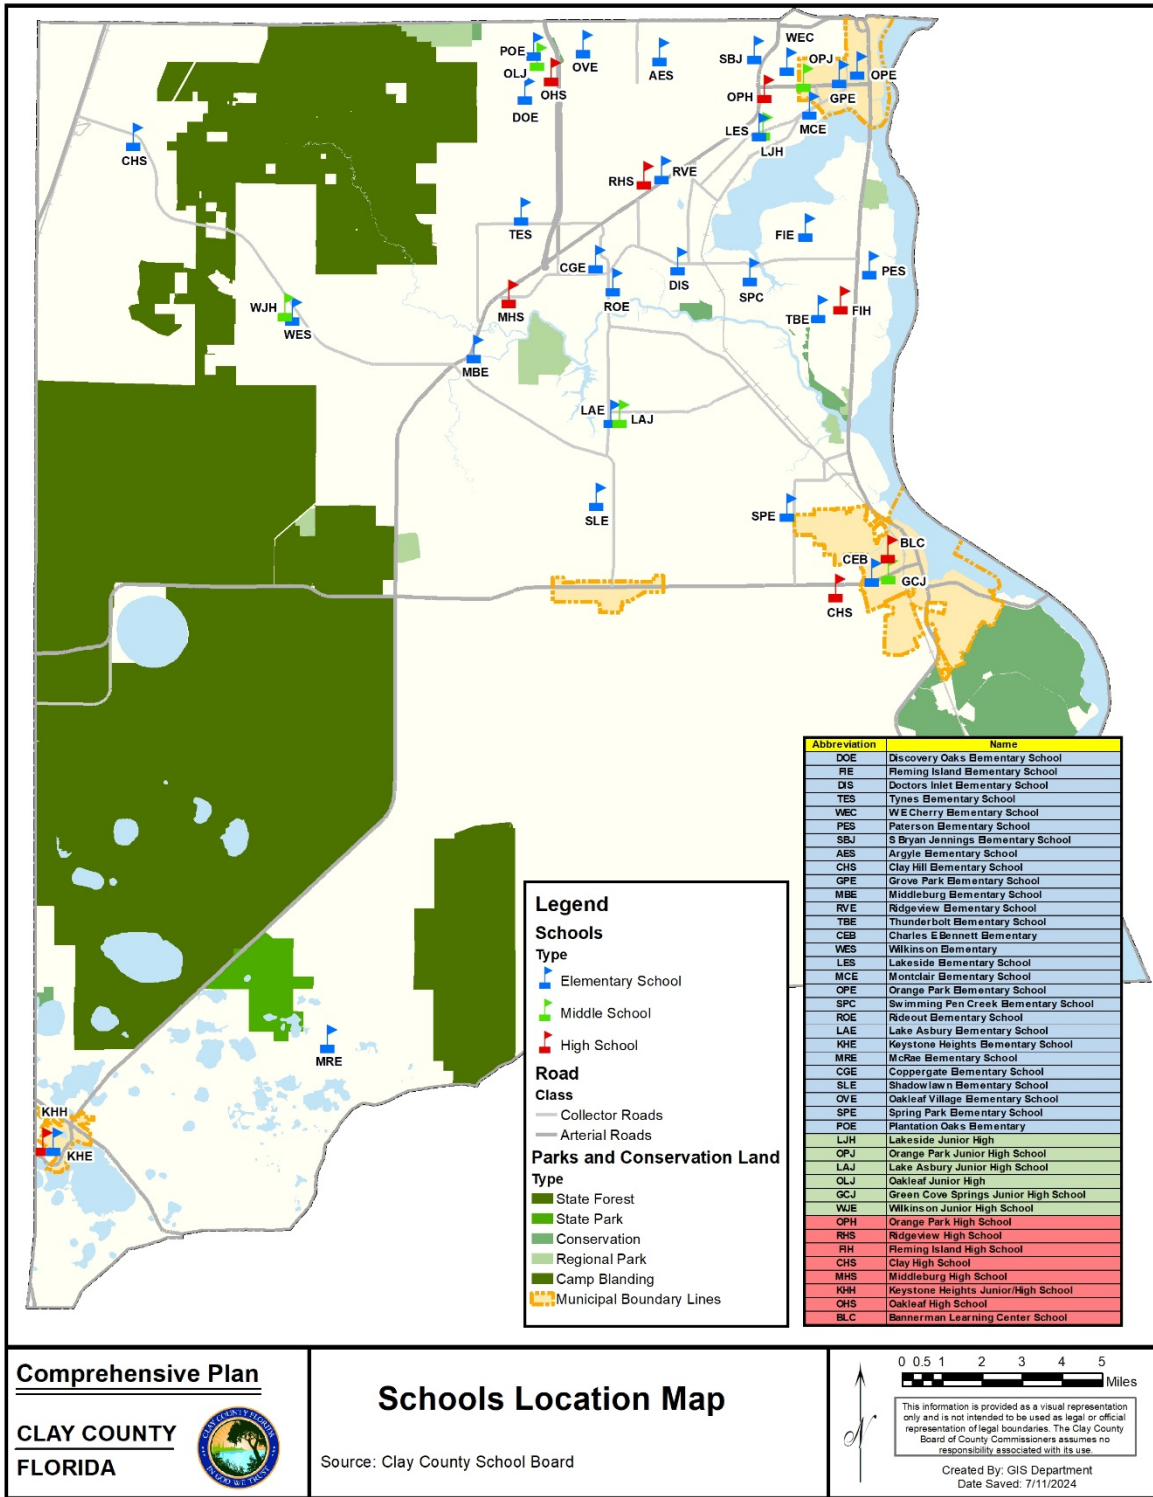 WEC
POE
OVE
SBJ
OPJ
OLJ
AES
OPE
OHS
OPH
GPE
DOE
MCE
LES
CHS
LJH
RVE
RHS
TES
FIE
CGE
PES
DIS
SPC
WJH
ROE
FIH
MHS
TBE
WES
MBE
LAE
LAJ
SLE
SPE
BLC
CEB
GCJ
CHS
MRE
KHH
KHE
Abbreviation Name
DOE Discovery Oaks Elementary School
FIE Fleming Island Elementary School
DIS Doctors Inlet Elementary School
TES Tynes Elementary School
WEC W E Cherry Elementary School
PES Paterson Elementary School
SBJ S Bryan Jennings Elementary School
AES Argyle Elementary School
CHS Clay Hill Elementary School
GPE Grove Park Elementary School
MBE Middleburg Elementary School
RVE Ridgeview Elementary School
TBE Thunderbolt Elementary School
CEB Charles E Bennett Elementary
WES Wilkinson Elementary
LES Lakeside Elementary School
MCE Montclair Elementary School
OPE Orange Park Elementary School
SPC Swimming Pen Creek Elementary School
ROE Rideout Elementary School
LAE Lake Asbury Elementary School
KHE Keystone Heights Elementary School
MRE McRae Elementary School
CGE Coppergate Elementary School
SLE Shadowlawn Elementary School
OVE Oakleaf Village Elementary School
SPE Spring Park Elementary School
POE Plantation Oaks Elementary
LJH Lakeside Junior High
OPJ Orange Park Junior High School
LAJ Lake Asbury Junior High School
OLJ Oakleaf Junior High
GCJ Green Cove Springs Junior High School
WJE Wilkinson Junior High School
OPH Orange Park High School
RHS Ridgeview High School
FIH Fleming Island High School
CHS Clay High School
MHS Middleburg High School
KHH Keystone Heights Junior/High School
OHS Oakleaf High School
BLC Bannerman Learning Center School
Legend
Schools
Type
Elementary School
Middle School
High School
Road
Class
Collector Roads
Arterial Roads
Parks and Conservation Land
Type
State Forest
State Park
Conservation
Regional Park
Camp Blanding
Municipal Boundary Lines
Comprehensive Plan
CLAY COUNTY
FLORIDA
CLAY COUNTY FLORIDA
IN GOD WE TRUST
Schools Location Map
Source: Clay County School Board
N
0 0.5 1 2 3 4 5
Miles
This information is provided as a visual representation
only and is not intended to be used as legal or official
representation of legal boundaries. The Clay County
Board of County Commissioners assumes no
responsibility associated with its use.
Created By: GIS Department
Date Saved: 7/11/2024